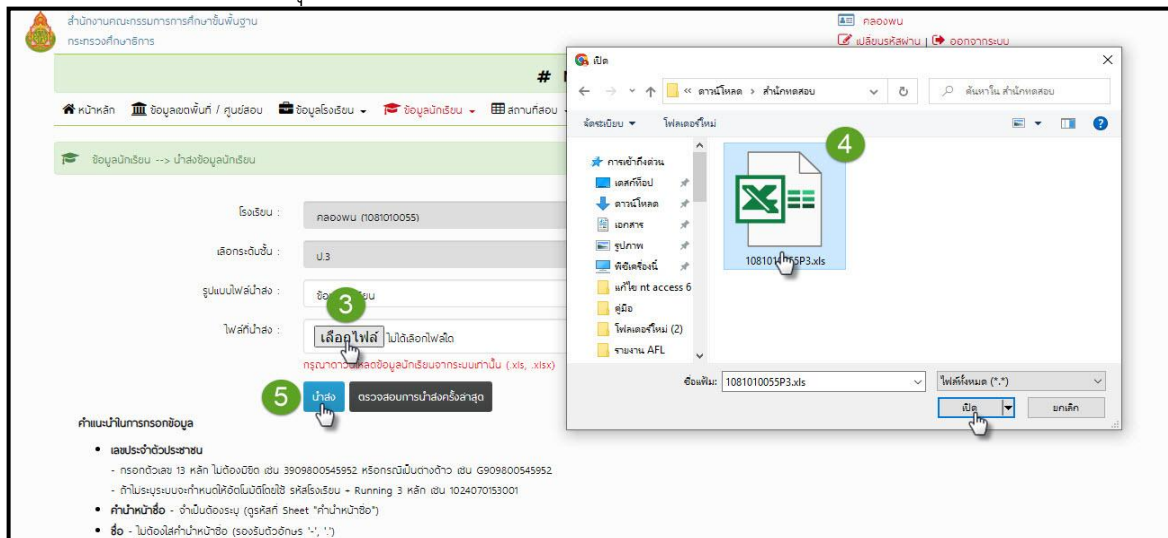 สำนักงานคณะกรรมการการศึกษาขั้นพื้นฐาน
กระทรวงศึกษาธิการ
คลองพน
เปลี่ยนรหัสผ่าน | ออกจากระบบ
#
หน้าหลัก ข้อมูลเขตพื้นที่ / ศูนย์สอบ ข้อมูลโรงเรียน ข้อมูลนักเรียน สถานที่สอบ
ข้อมูลนักเรียน --> นำส่งข้อมูลนักเรียน
โรงเรียน : คลองพน (1081010055)
เลือกระดับชั้น : ป.3
รูปแบบไฟล์นำส่ง :
3
ไฟล์ที่นำส่ง : เลือกไฟล์ ไม่ได้เลือกไฟล์ใด
(.xls, .xlsx)
5 นำส่ง ตรวจสอบการนำส่งครั้งล่าสุด
คำแนะนำในการกรอกข้อมูล
• เลขประจำตัวประชาชน
- กรอกตัวเลข 13 หลัก ไม่ต้องมีขีด เช่น 3909800545952 หรือกรณีเป็นต่างด้าว เช่น G909800545952
- ถ้าไม่ระบุระบบจะกำหนดให้อัตโนมัติโดยใช้ รหัสโรงเรียน + Running 3 หลัก เช่น 1024070153001
• คำนำหน้าชื่อ - จำเป็นต้องระบุ (ดูรหัสที่ Sheet "คำนำหน้าชื่อ")
• ชื่อ - ไม่ต้องใส่คำนำหน้าชื่อ (รองรับตัวอักษร '-', '.')
เปิด
« ดาวน์โหลด › สำนักทดสอบ
ค้นหาใน สำนักทดสอบ
จัดระเบียบ โฟลเดอร์ใหม่
4
การเข้าถึงด่วน
เดสก์ท็อป
ดาวน์โหลด
เอกสาร
รูปภาพ
พีซีเครื่องนี้
แก้ไข nt access 6
คู่มือ
โฟลเดอร์ใหม่ (2)
รายงาน AFL
ชื่อแฟ้ม: 1081010055P3.xls ไฟล์ทั้งหมด (*.*)
เปิด ยกเลิก